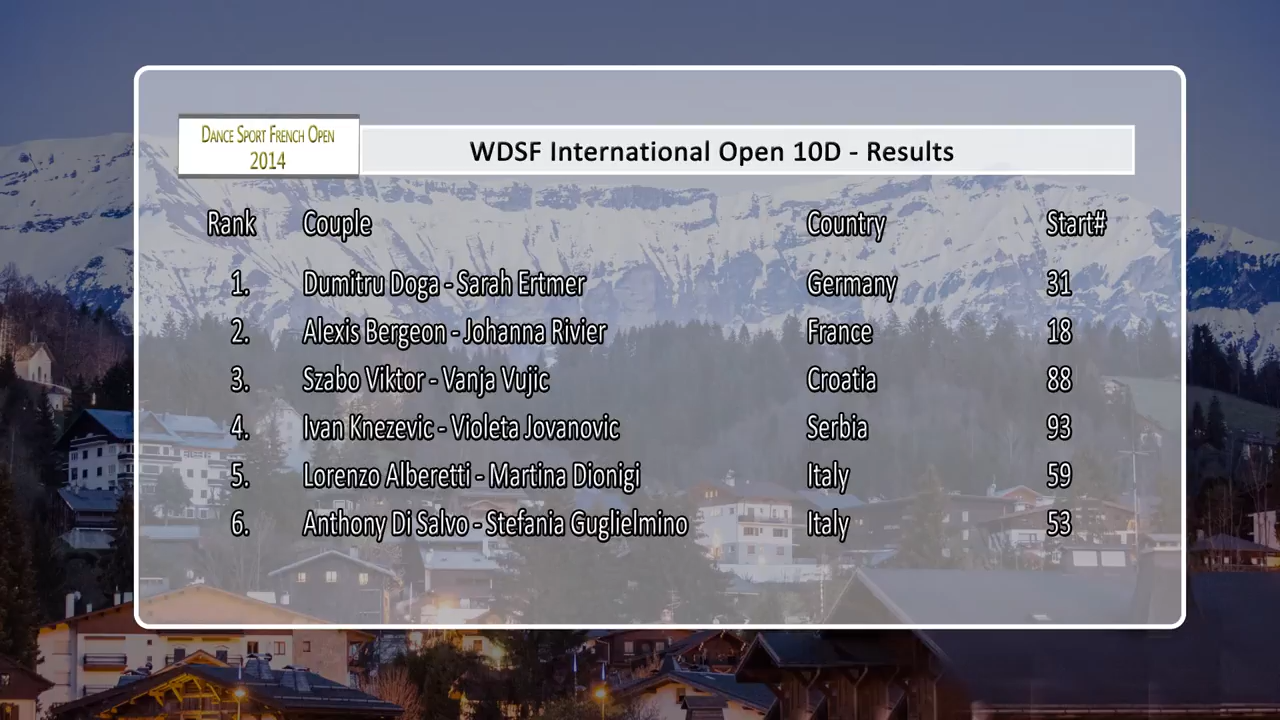 DANCE SPORT FRENCH OPEN
2014
WDSF International Open 10D - Results
Rank Couple Country Start#
1. Dumitru Doga - Sarah Ertmer Germany 31
2. Alexis Bergeon - Johanna Rivier France 18
3. Szabo Viktor - Vanja Vujic Croatia 88
4. Ivan Knezevic - Violeta Jovanovic Serbia 93
5. Lorenzo Alberetti - Martina Dionigi Italy 59
6. Anthony Di Salvo - Stefania Guglielmino Italy 53